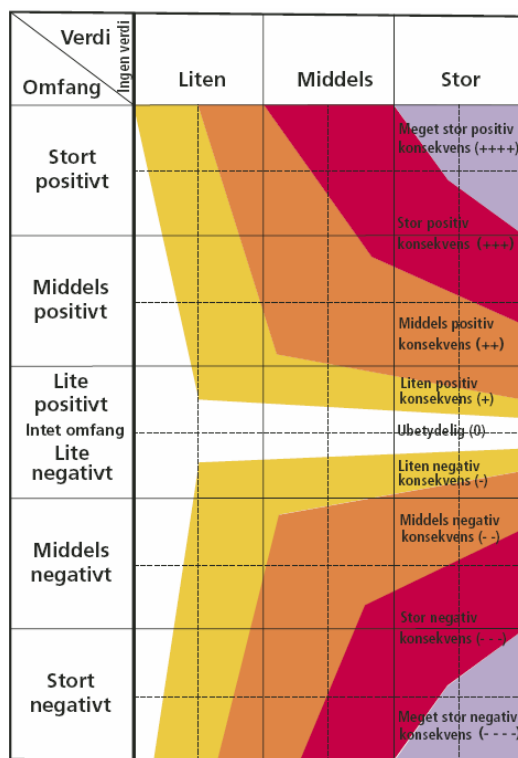 Verdi
Ingen verdi
Omfang
Liten
Middels
Stor
Stort
positivt
Meget stor positiv
konsekvens (++++)
Stor positiv
konsekvens (+++)
Middels
positivt
Middels positiv
konsekvens (++)
Lite
positivt
Liten positiv
konsekvens (+)
Intet omfang
Ubetydelig (0)
Lite
negativt
Liten negativ
konsekvens (-)
Middels
negativt
Middels negativ
konsekvens (- -)
Stor negativ
konsekvens (- - -)
Stort
negativt
Meget stor negativ
konsekvens (- - - -)